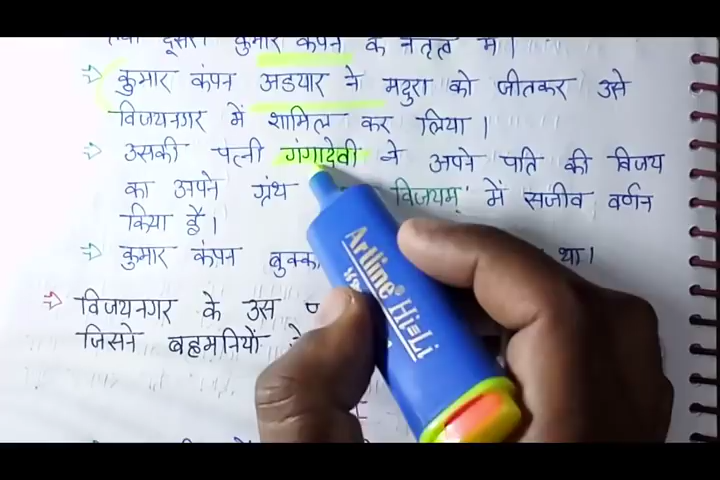 दूसरा कुमार कंपन के नेतृत्व में।
⇒ कुमार कंपन अडयार ने मदुरा को जीतकर उसे
विजयनगर में शामिल कर लिया।
⇒ उसकी पत्नी गंगादेवी ने अपने पति की विजय
का अपने ग्रंथ विजयम्' में सजीव वर्णन
किया है।
⇒ कुमार कंपन बुक्का था।
⇒ विजयनगर के उस
जिसने बहमनियों
Artline® Hi-Li